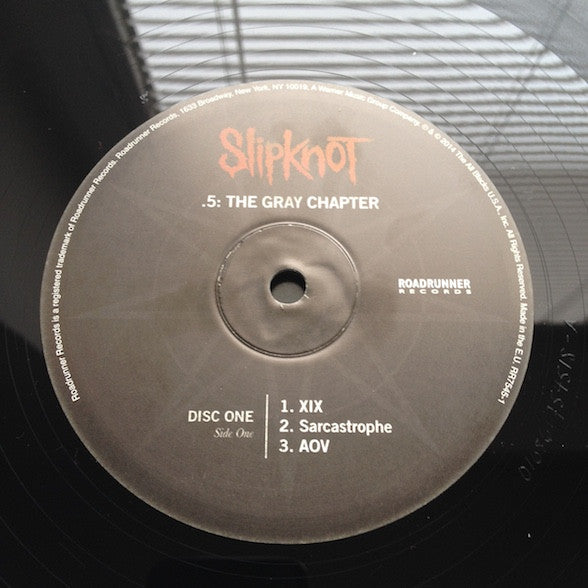 Roadrunner Records is a registered trademark of Roadrunner Records. Roadrunner Records, 1633 Broadway, New York, NY 10019. A Warner Music Group Company. ℗ & © 2014 The All Blacks U.S.A., Inc. All Rights Reserved. Made in the E.U. RR7545-1
Slipknot
.5: THE GRAY CHAPTER
ROADRUNNER
RECORDS
DISC ONE
Side One
1. XIX
2. Sarcastrophe
3. AOV